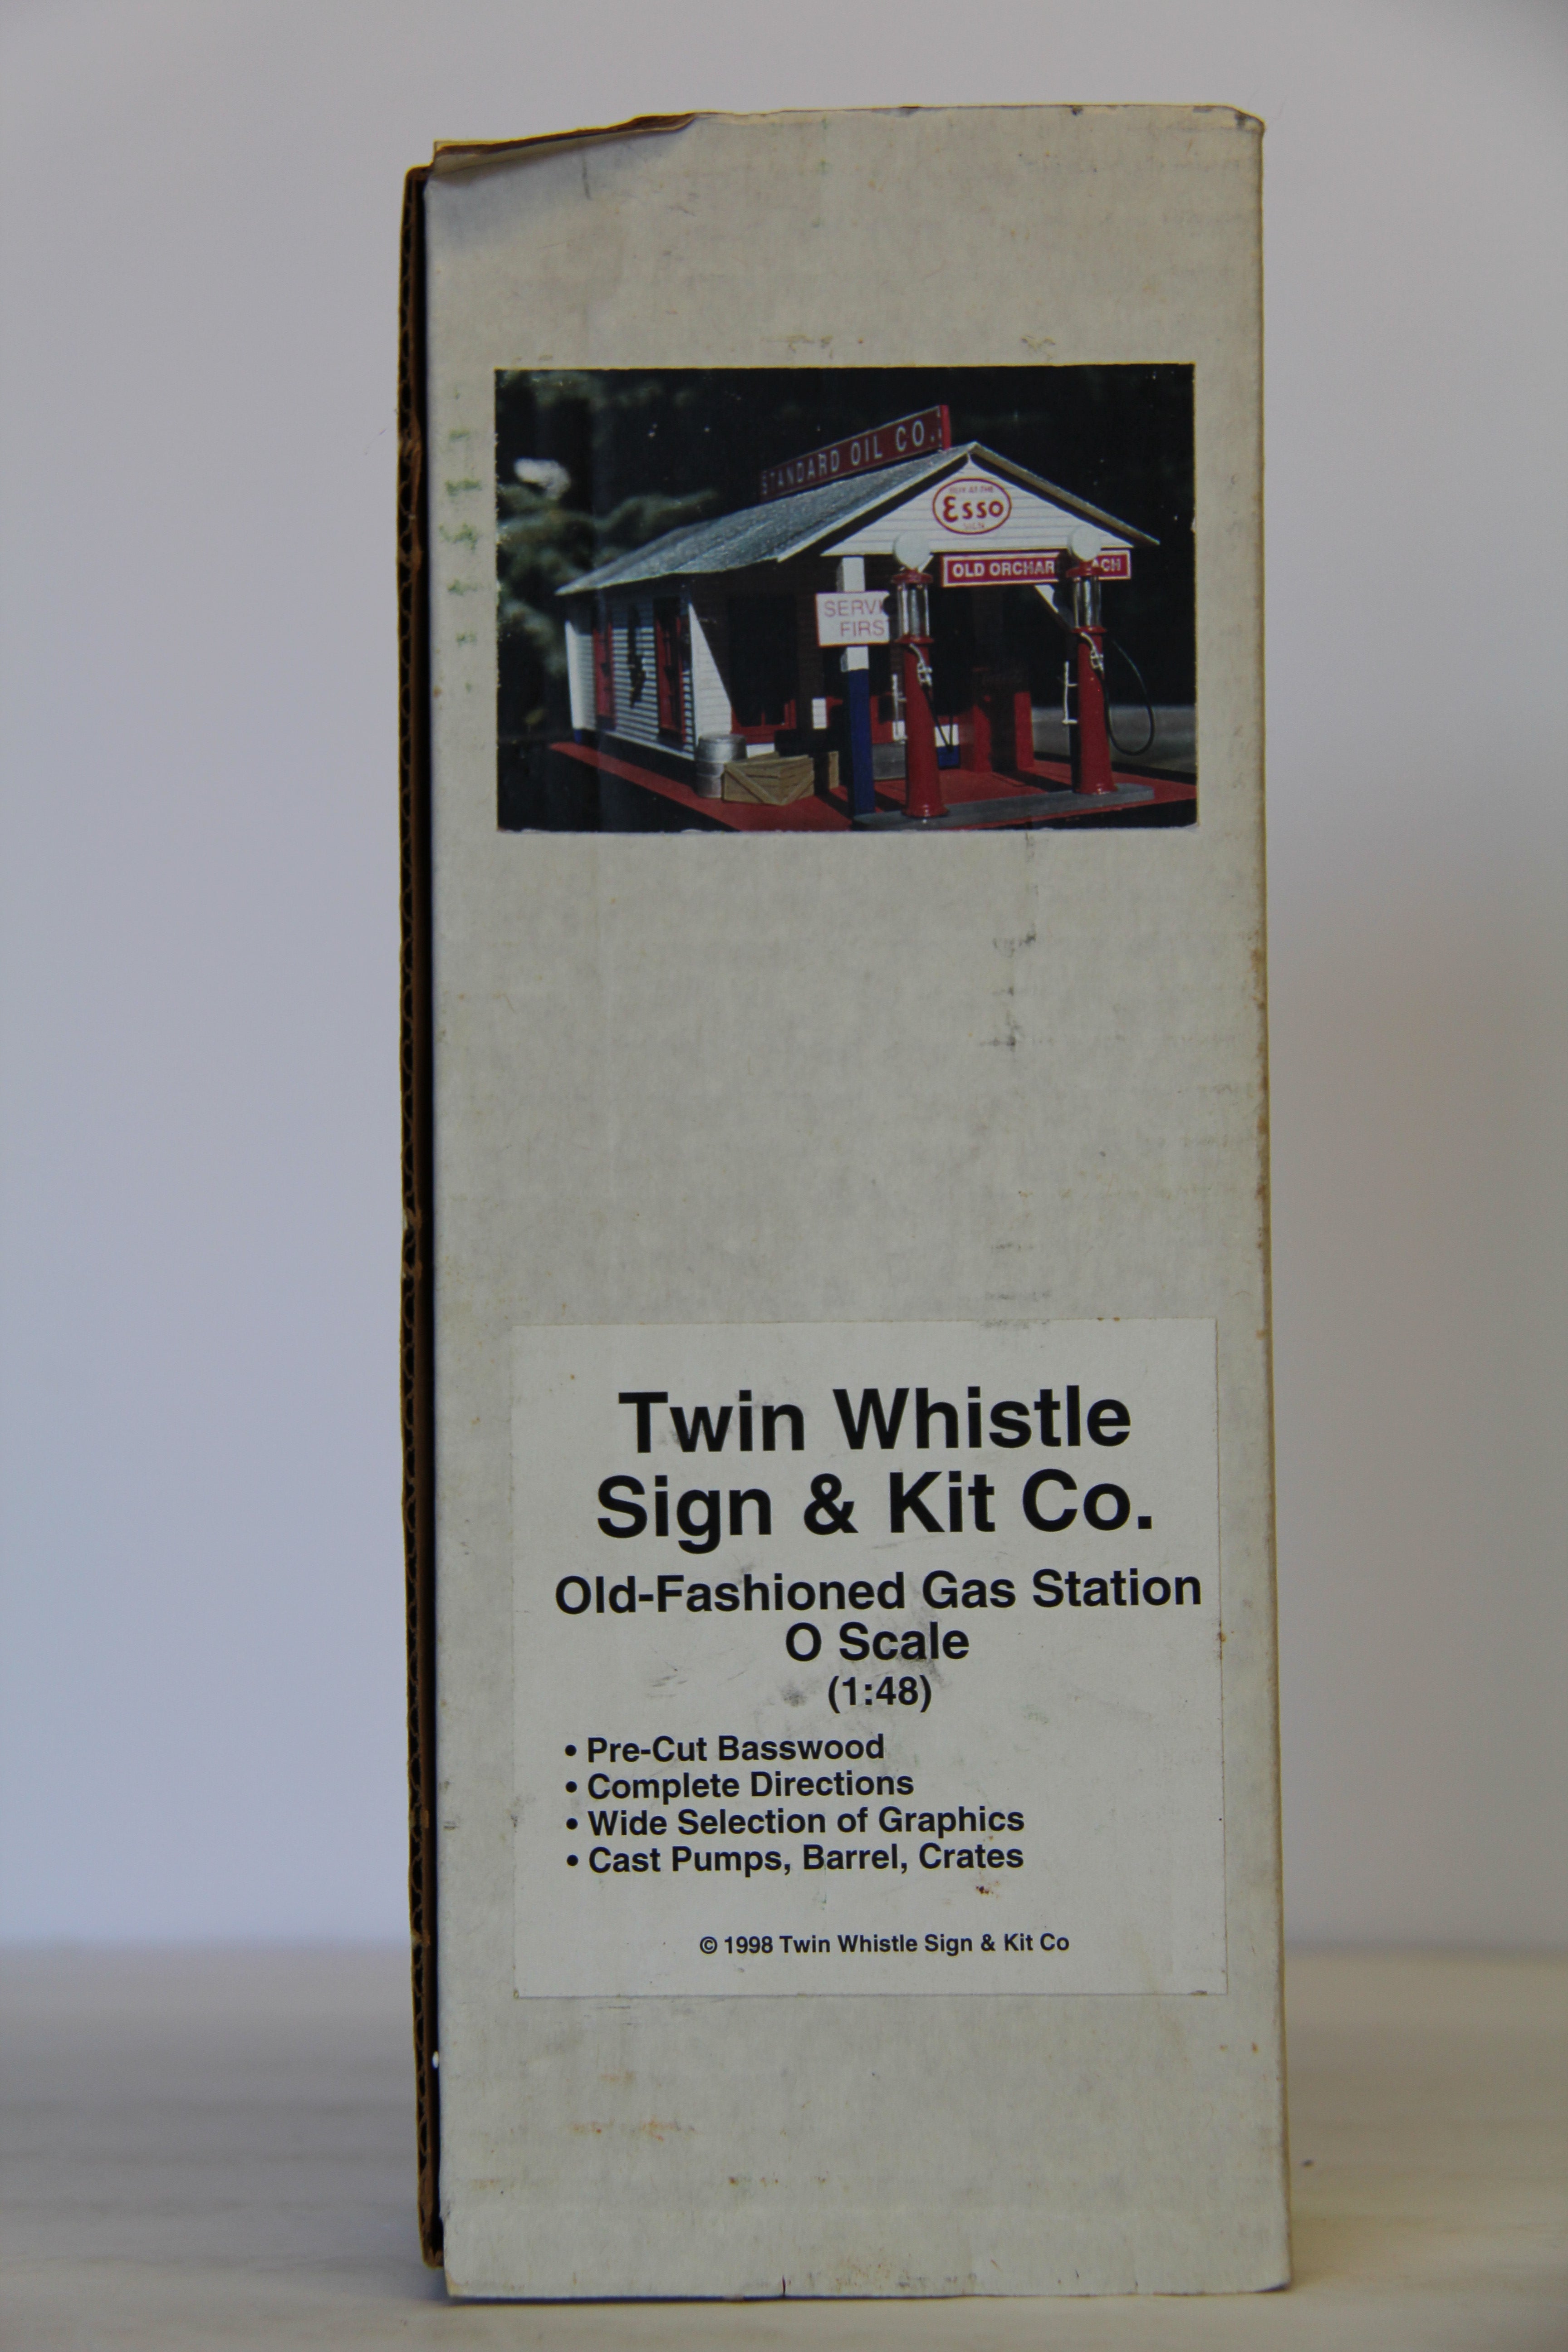 STANDARD OIL CO.
Esso
SIGN
OLD ORCHAR ACH
SERVI
FIRS
Twin Whistle
Sign & Kit Co.
Old-Fashioned Gas Station
O Scale
(1:48)
• Pre-Cut Basswood
• Complete Directions
• Wide Selection of Graphics
• Cast Pumps, Barrel, Crates
© 1998 Twin Whistle Sign & Kit Co